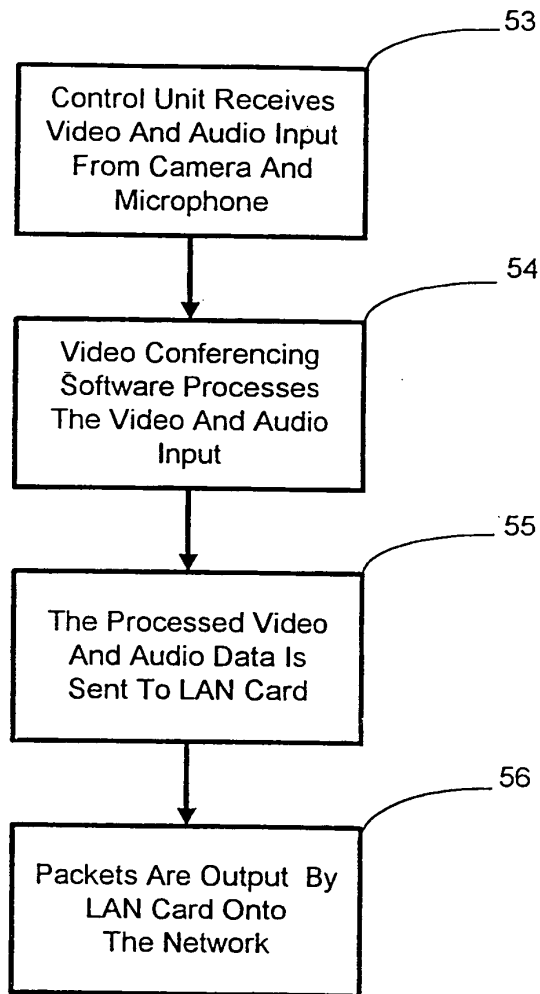 53
Control Unit Receives
Video And Audio Input
From Camera And
Microphone
54
Video Conferencing
Software Processes
The Video And Audio
Input
55
The Processed Video
And Audio Data Is
Sent To LAN Card
56
Packets Are Output By
LAN Card Onto
The Network